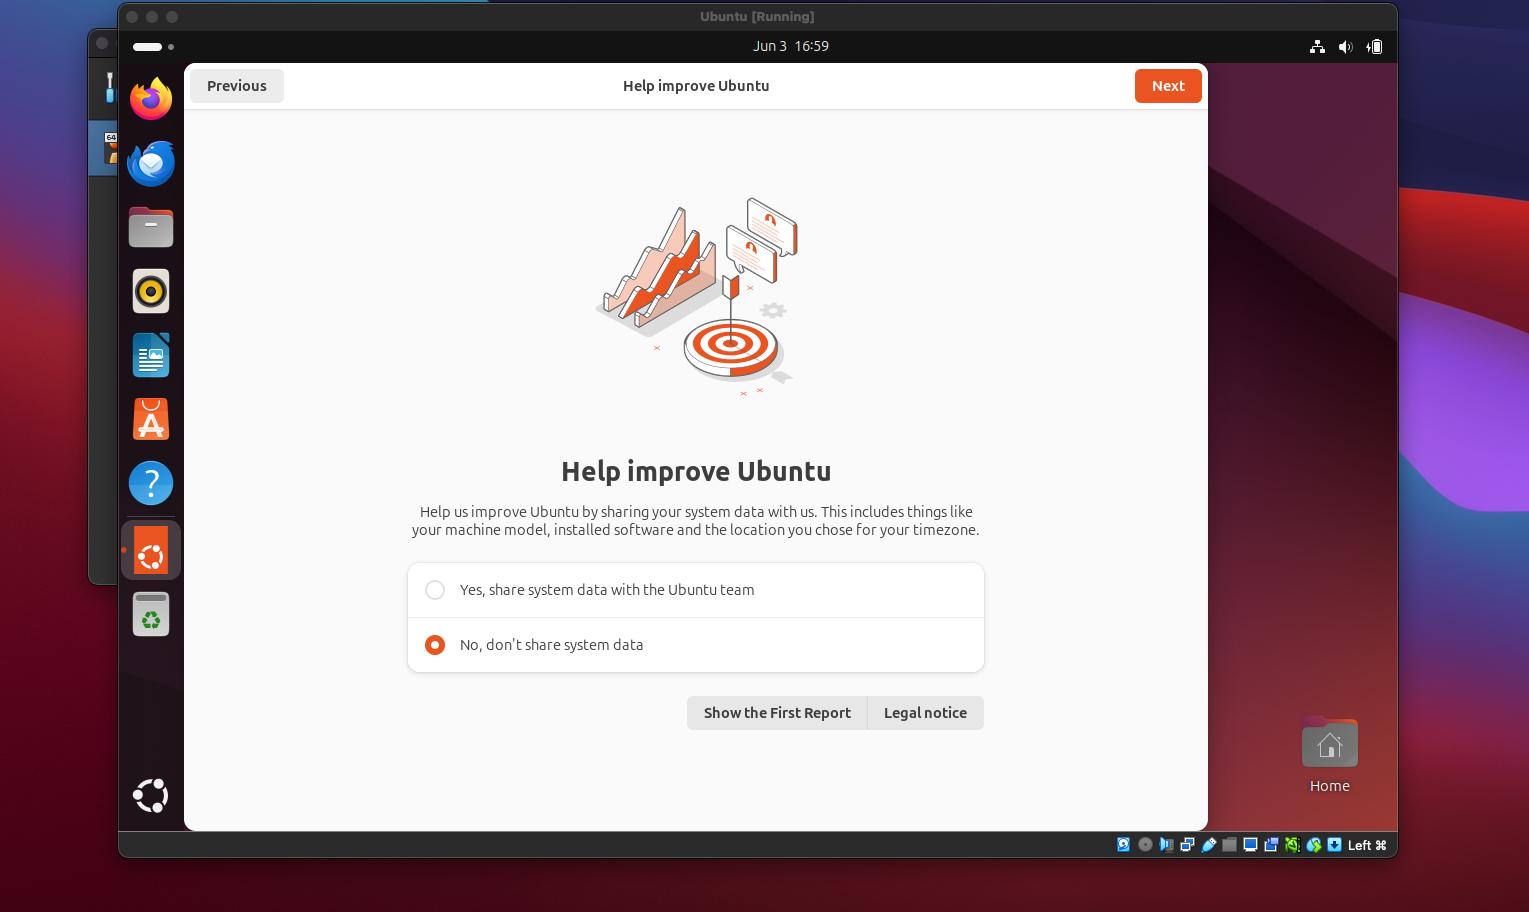 Ubuntu [Running]
Jun 3 16:59
Previous
Help improve Ubuntu
Next
64
Help improve Ubuntu
Help us improve Ubuntu by sharing your system data with us. This includes things like
your machine model, installed software and the location you chose for your timezone.
Yes, share system data with the Ubuntu team
No, don't share system data
Show the First Report
Legal notice
Home
Left ⌘